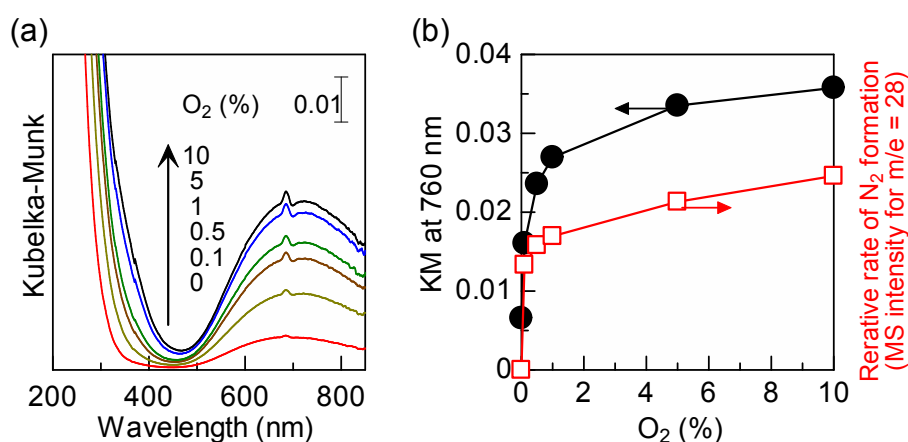 (a)
Kubelka-Munk
O2 (%)
0.01
10
5
1
0.5
0.1
0
200 400 600 800
Wavelength (nm)
(b)
KM at 760 nm
0.04
0.03
0.02
0.01
0
0 2 4 6 8 10
O2 (%)
Rerative rate of N2 formation
(MS intensity for m/e = 28)